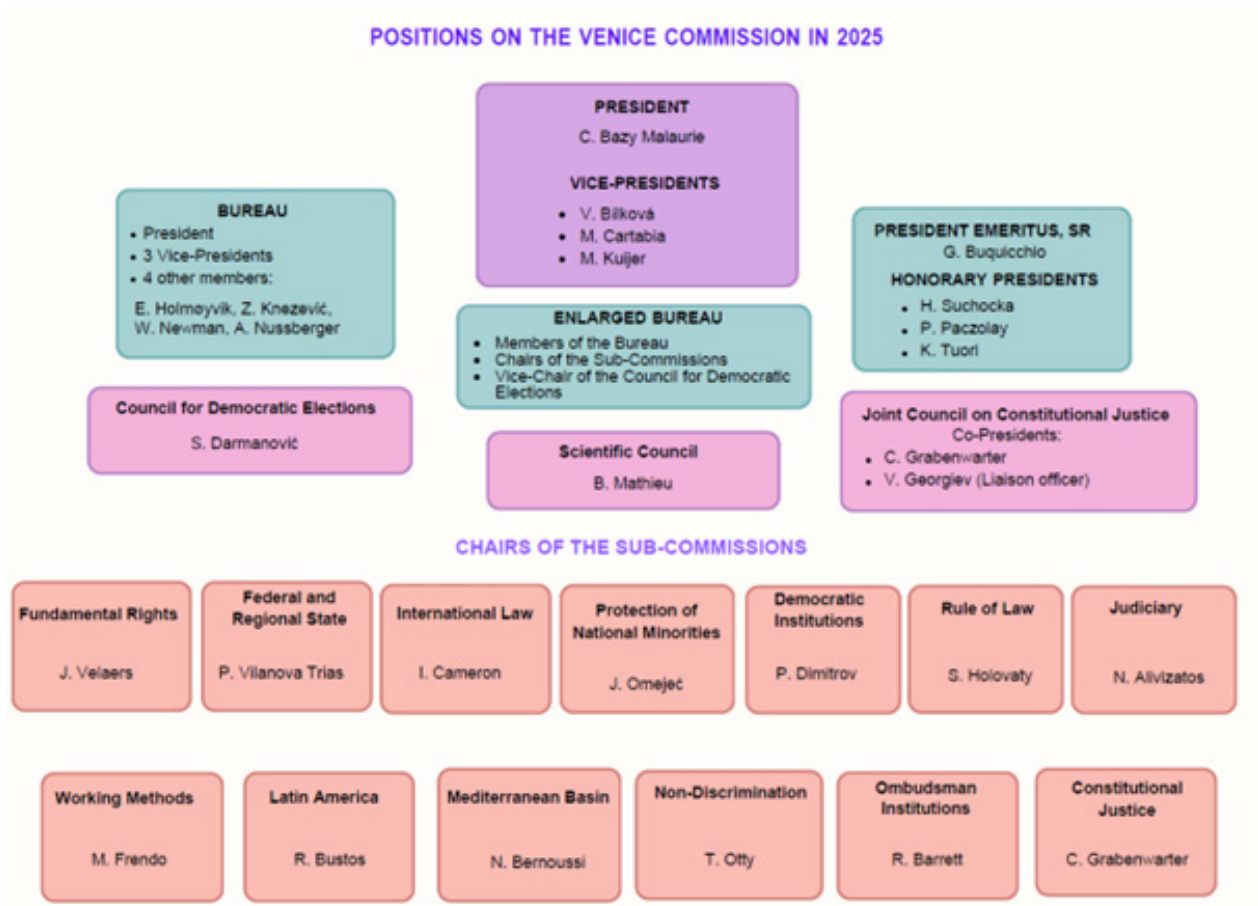 POSITIONS ON THE VENICE COMMISSION IN 2025
PRESIDENT
C. Bazy Malaurie
VICE-PRESIDENTS
• V. Bílková
• M. Cartabia
• M. Kuijer
BUREAU
• President
• 3 Vice-Presidents
• 4 other members:
E. Holmøyvik, Z. Knezević,
W. Newman, A. Nussberger
PRESIDENT EMERITUS, SR
G. Buquicchio
HONORARY PRESIDENTS
• H. Suchocka
• P. Paczolay
• K. Tuori
ENLARGED BUREAU
• Members of the Bureau
• Chairs of the Sub-Commissions
• Vice-Chair of the Council for Democratic
Elections
Council for Democratic Elections
S. Darmanović
Scientific Council
B. Mathieu
Joint Council on Constitutional Justice
Co-Presidents:
• C. Grabenwarter
• V. Georgiev (Liaison officer)
CHAIRS OF THE SUB-COMMISSIONS
Fundamental Rights
J. Velaers
Federal and
Regional State
P. Vilanova Trias
International Law
I. Cameron
Protection of
National Minorities
J. Omejeć
Democratic
Institutions
P. Dimitrov
Rule of Law
S. Holovaty
Judiciary
N. Alivizatos
Working Methods
M. Frendo
Latin America
R. Bustos
Mediterranean Basin
N. Bernoussi
Non-Discrimination
T. Otty
Ombudsman
Institutions
R. Barrett
Constitutional
Justice
C. Grabenwarter